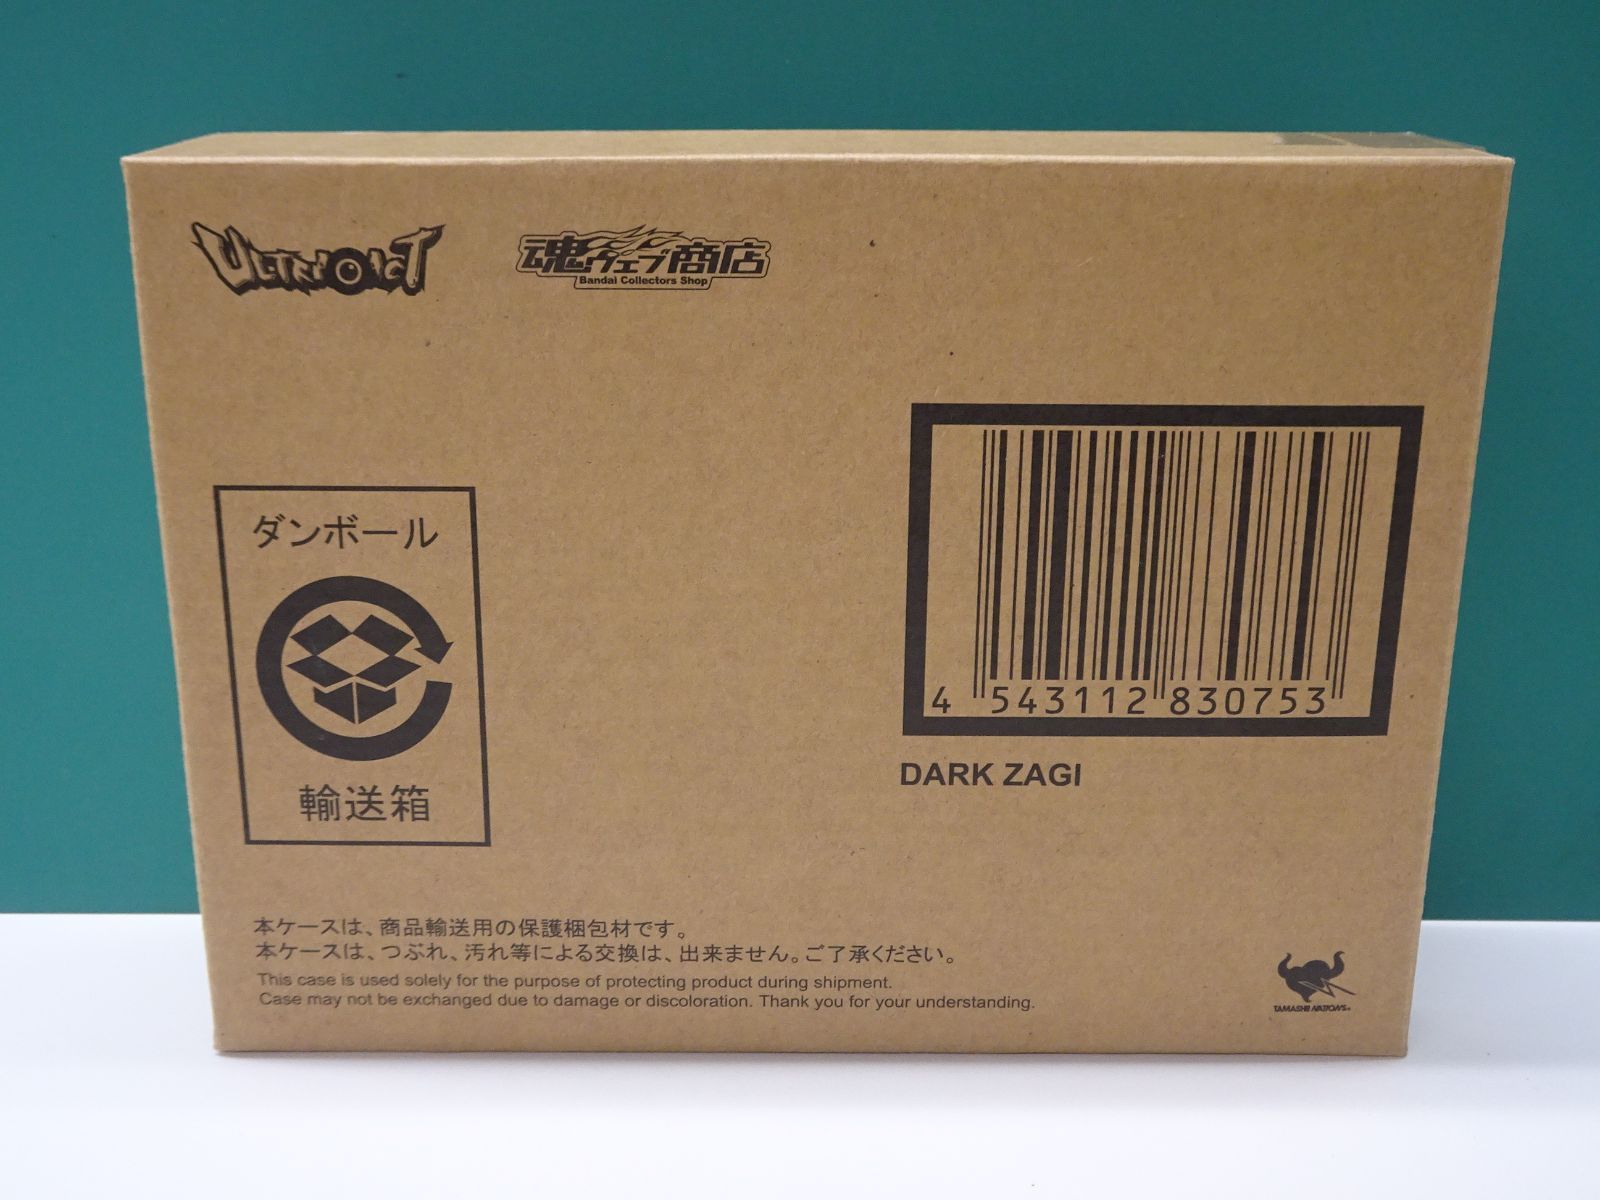 ULTRA-ACT
魂ウェブ商店
Bandai Collectors Shop
ダンボール
輸送箱
4 543112 830753
DARK ZAGI
本ケースは、商品輸送用の保護梱包材です。
本ケースは、つぶれ、汚れ等による交換は、出来ません。ご了承ください。
This case is used solely for the purpose of protecting product during shipment.
Case may not be exchanged due to damage or discoloration. Thank you for your understanding.
TAMASHII NATIONS